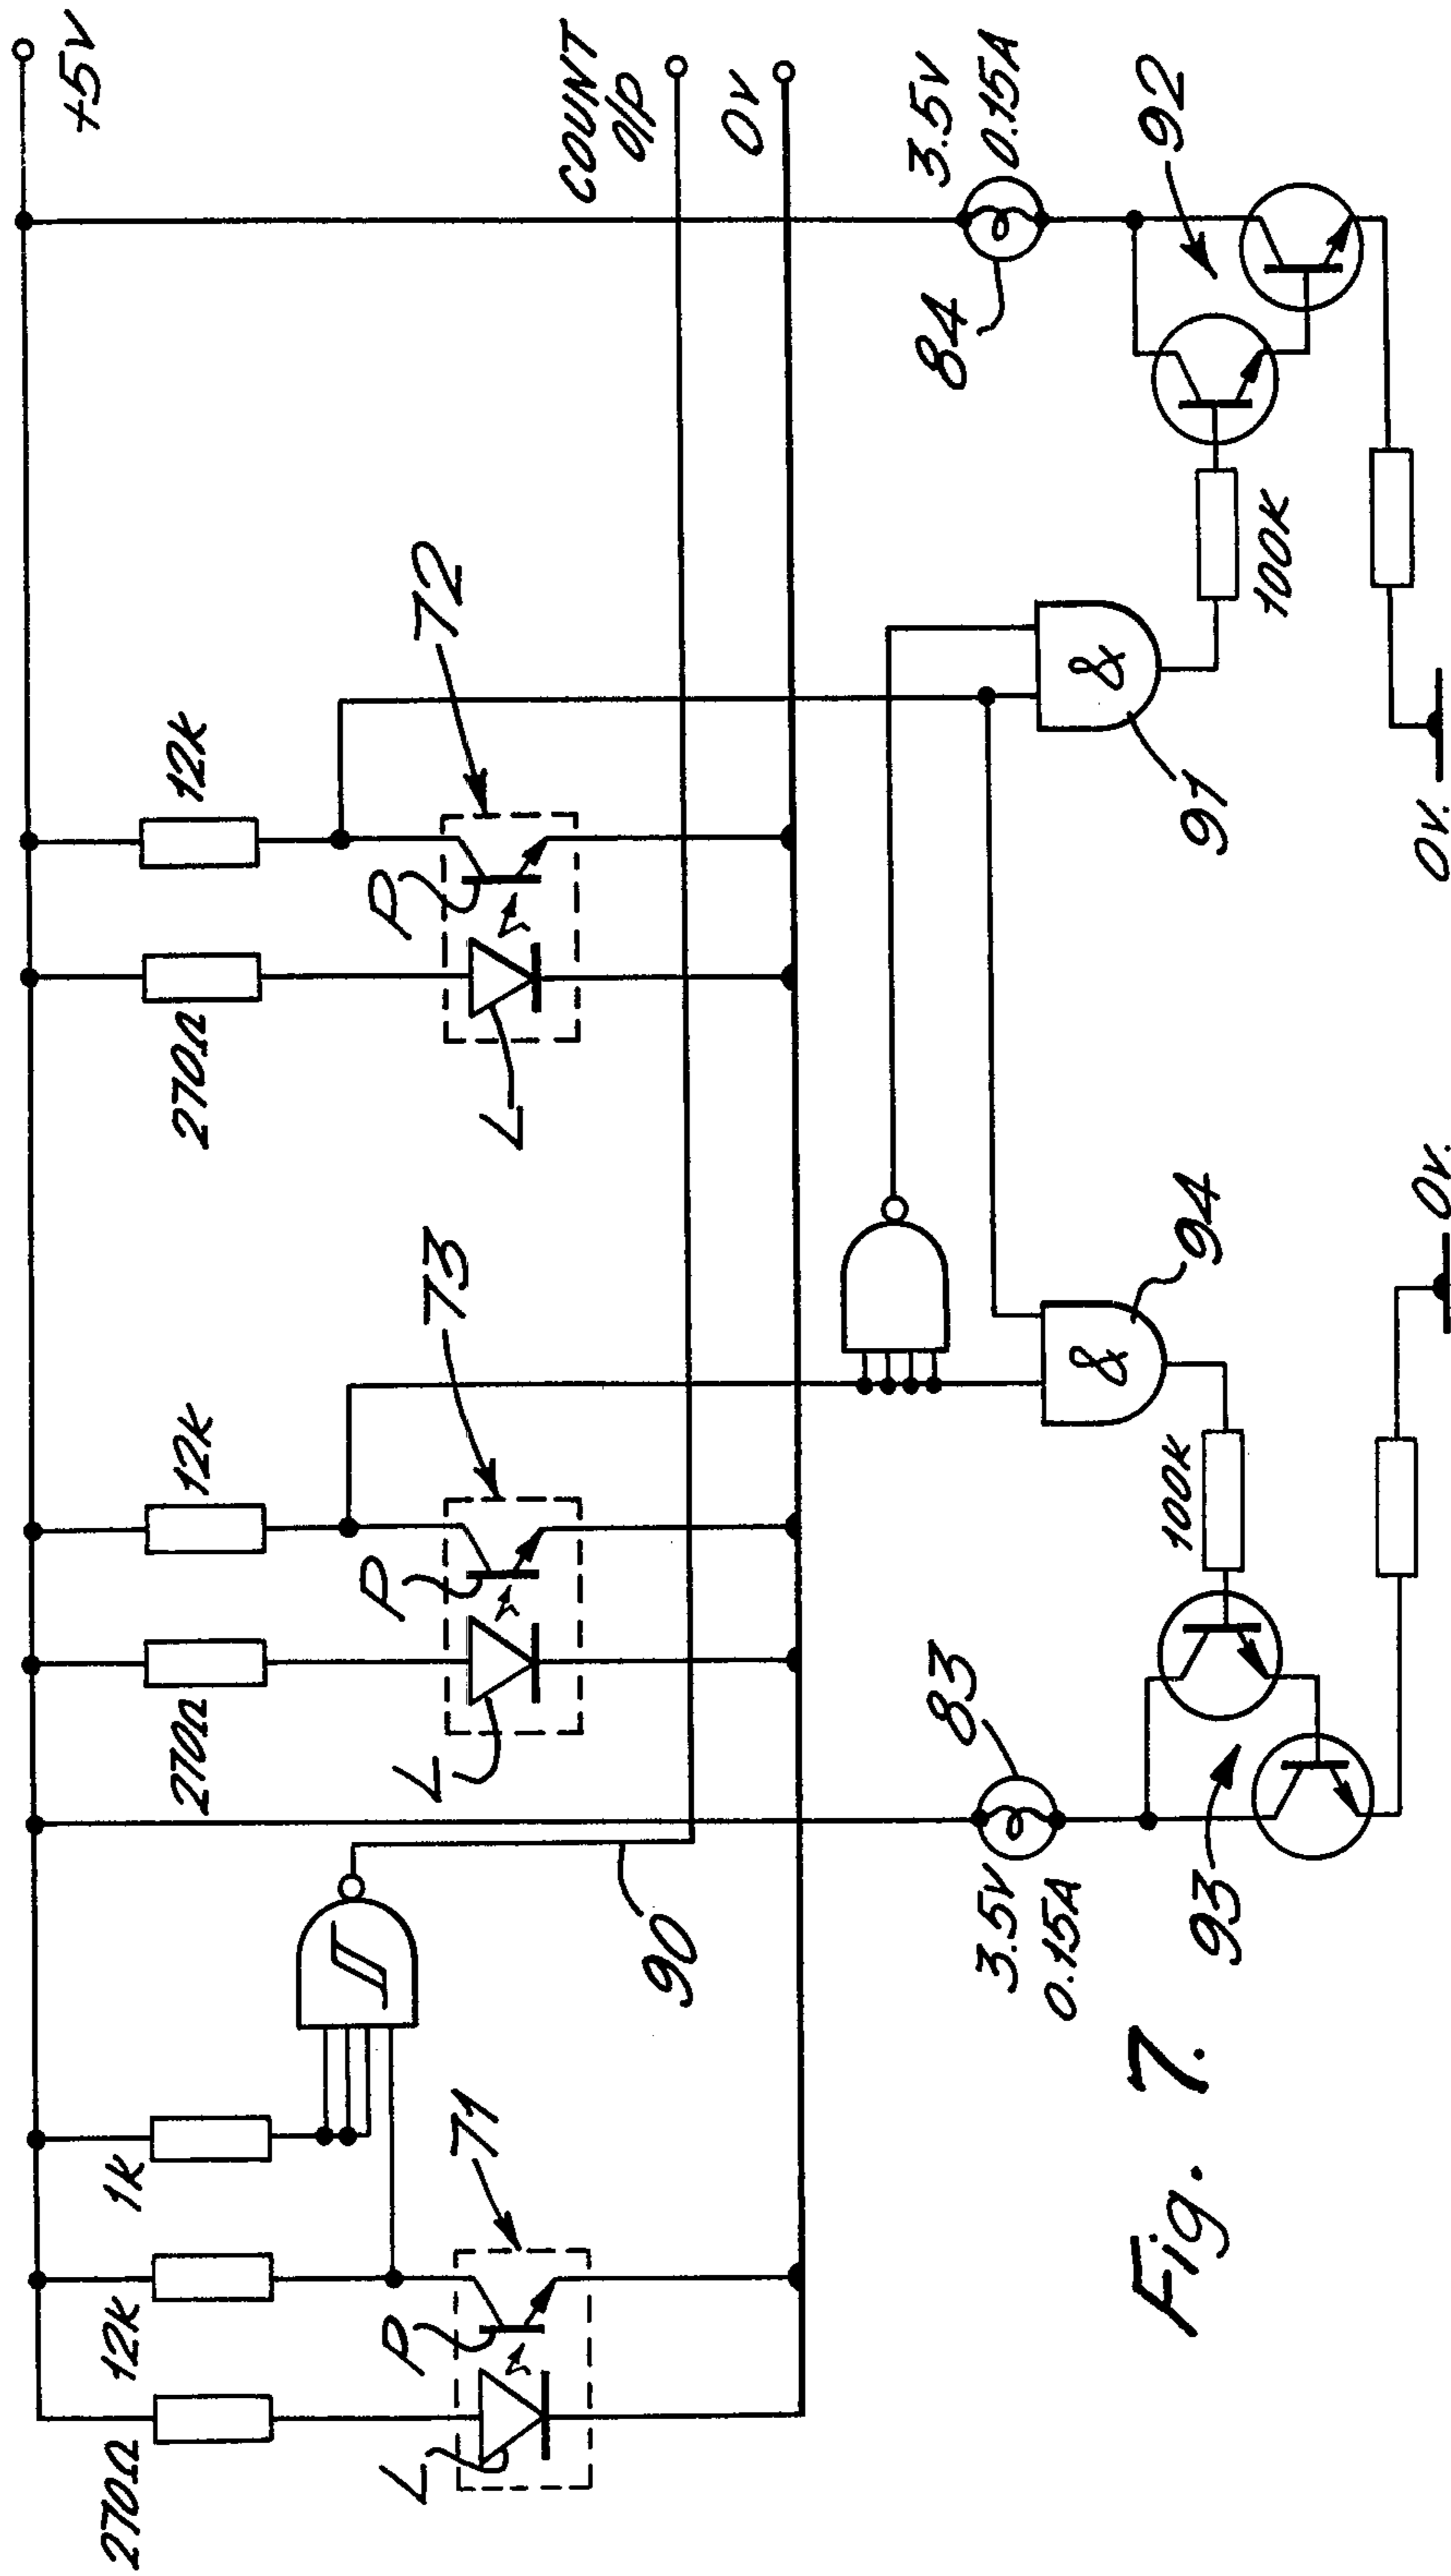 +5V
COUNT
O/P
0V
270Ω
12K
1K
270Ω
12K
270Ω
12K
L
P
71
L
P
73
L
P
72
90
3.5V
0.15A
83
93
100K
&
94
0V.
&
91
100K
84
3.5V
0.15A
92
0V.
Fig. 7.